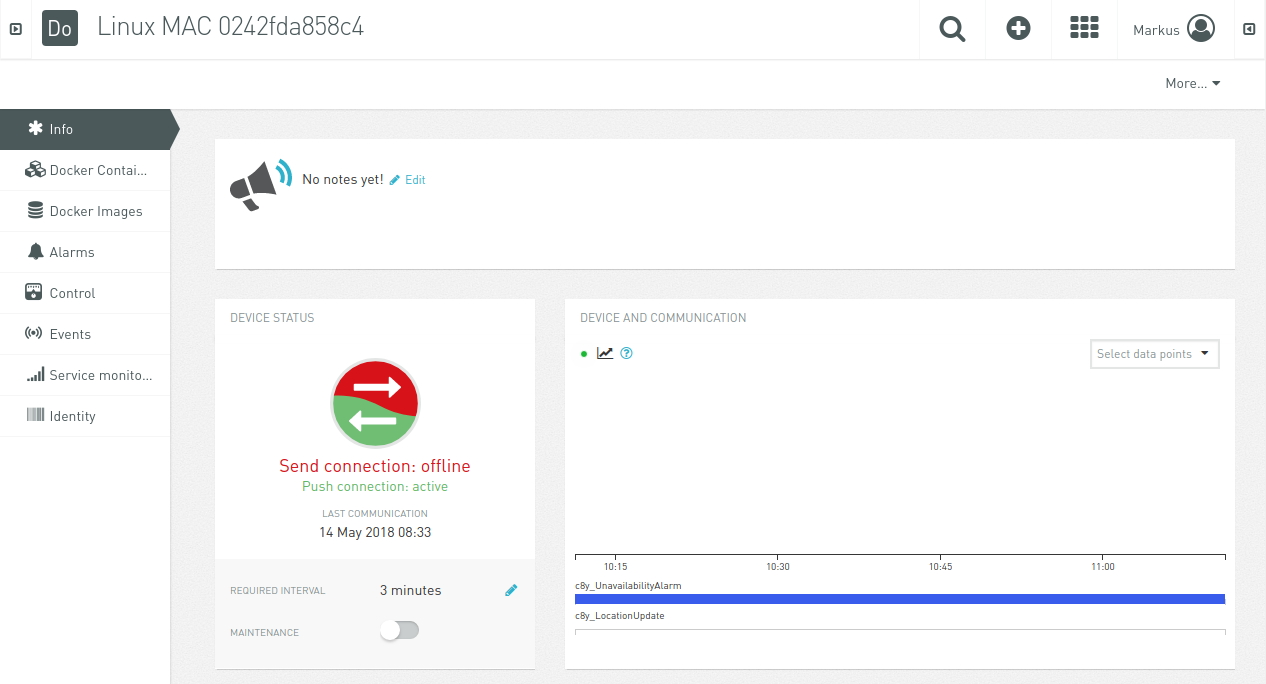 Do Linux MAC 0242fda858c4 Markus
More...
Info
Docker Contai...
Docker Images
Alarms
Control
Events
Service monito...
Identity
No notes yet! Edit
DEVICE STATUS
Send connection: offline
Push connection: active
LAST COMMUNICATION
14 May 2018 08:33
REQUIRED INTERVAL 3 minutes
MAINTENANCE
DEVICE AND COMMUNICATION
? Select data points
10:15 10:30 10:45 11:00
c8y_UnavailabilityAlarm
c8y_LocationUpdate